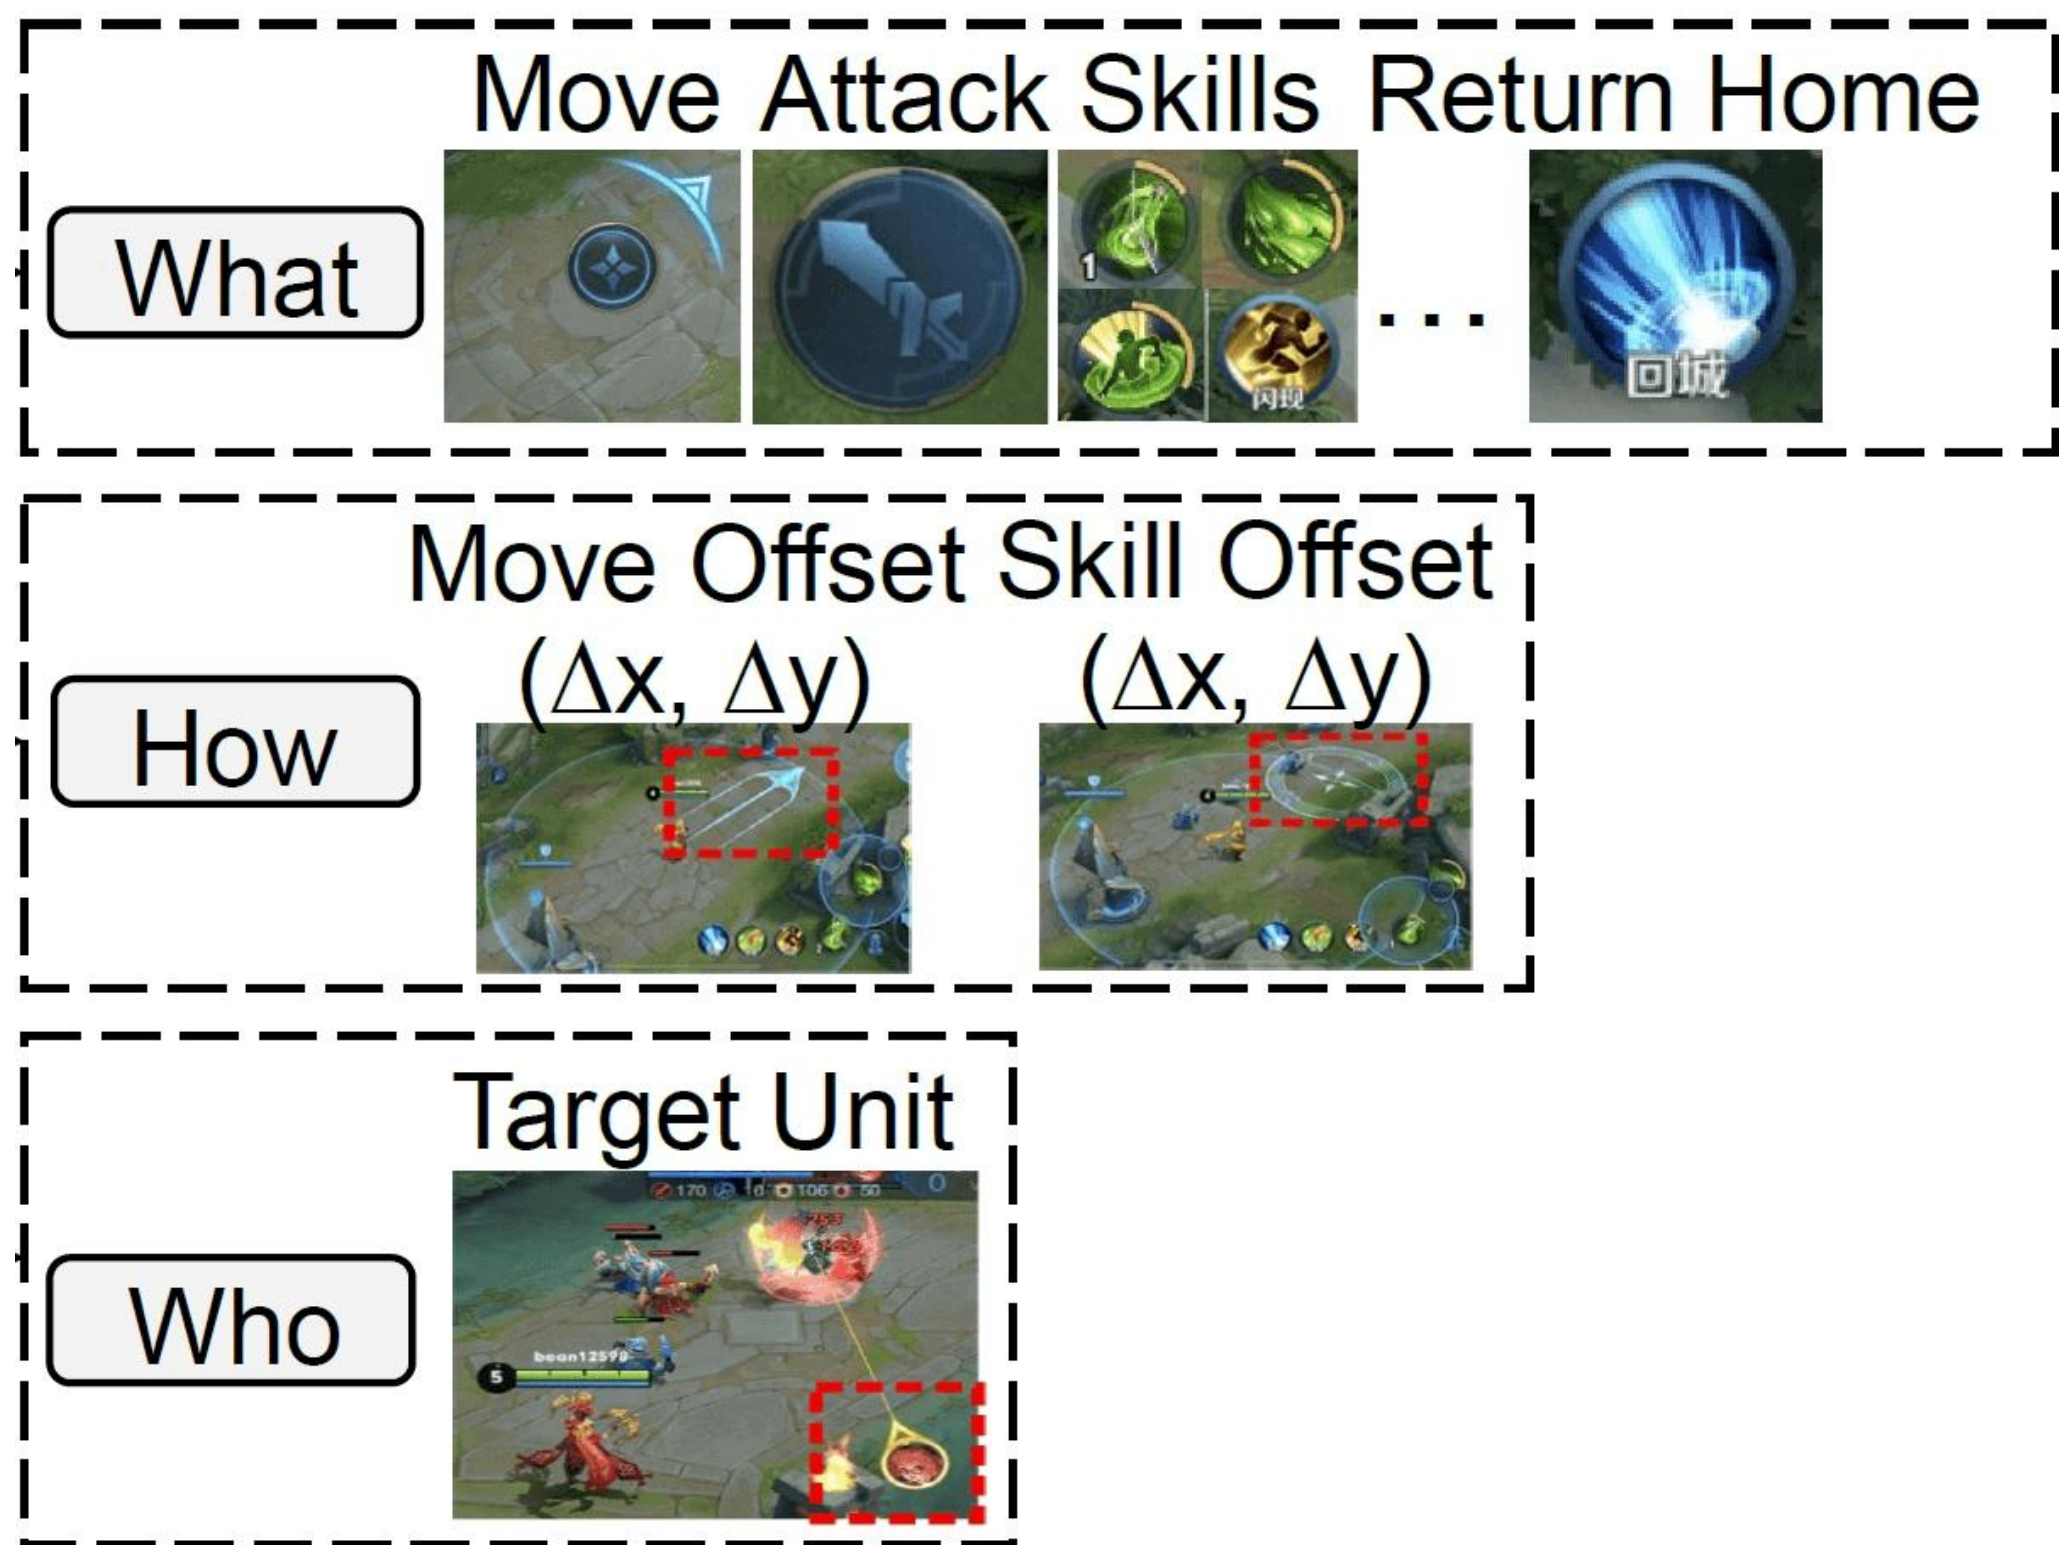 Move Attack Skills Return Home
What
1
闪现
...
回城
Move Offset Skill Offset
(Δx, Δy) (Δx, Δy)
How
Target Unit
170 106 50 0
253
bean12598
5
Who